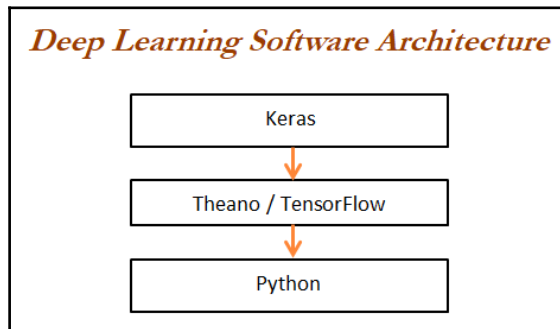 Deep Learning Software Architecture
Keras
Theano / TensorFlow
Python